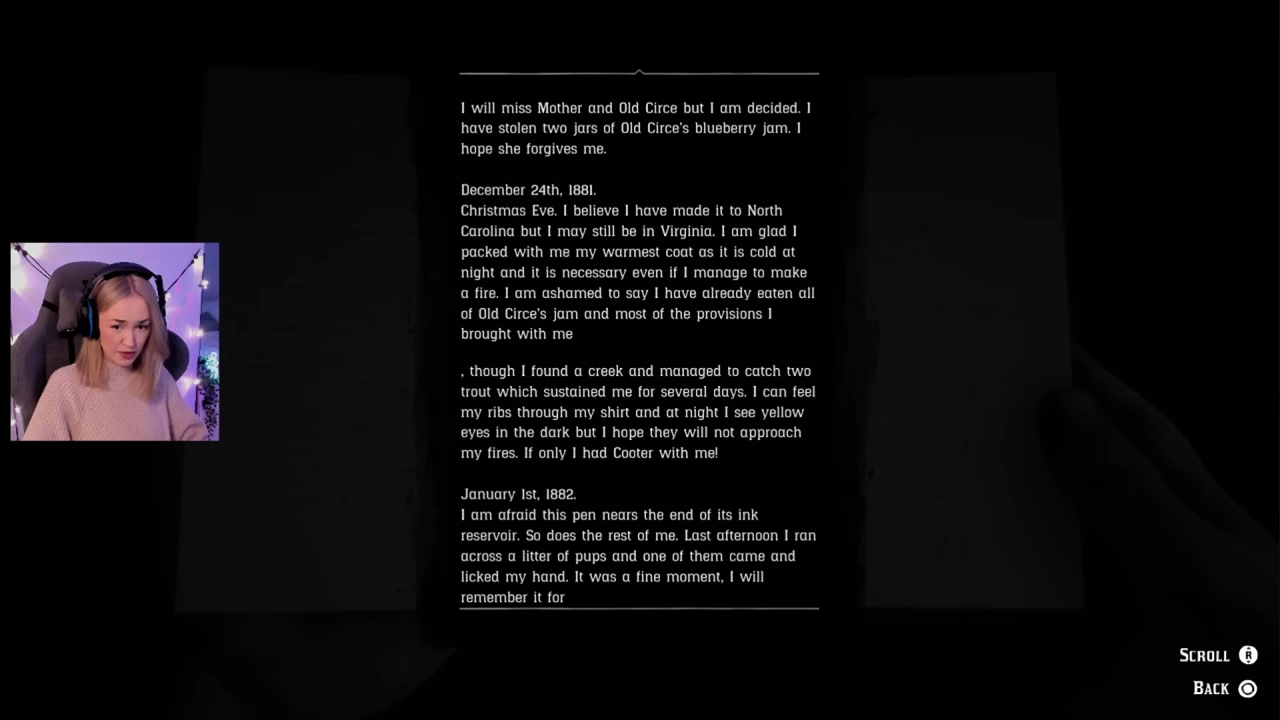 I will miss Mother and Old Circe but I am decided. I
have stolen two jars of Old Circe's blueberry jam. I
hope she forgives me.
December 24th, 1881.
Christmas Eve. I believe I have made it to North
Carolina but I may still be in Virginia. I am glad I
packed with me my warmest coat as it is cold at
night and it is necessary even if I manage to make
a fire. I am ashamed to say I have already eaten all
of Old Circe's jam and most of the provisions I
brought with me
, though I found a creek and managed to catch two
trout which sustained me for several days. I can feel
my ribs through my shirt and at night I see yellow
eyes in the dark but I hope they will not approach
my fires. If only I had Cooter with me!
January 1st, 1882.
I am afraid this pen nears the end of its ink
reservoir. So does the rest of me. Last afternoon I ran
across a litter of pups and one of them came and
licked my hand. It was a fine moment, I will
remember it for
SCROLL R
BACK